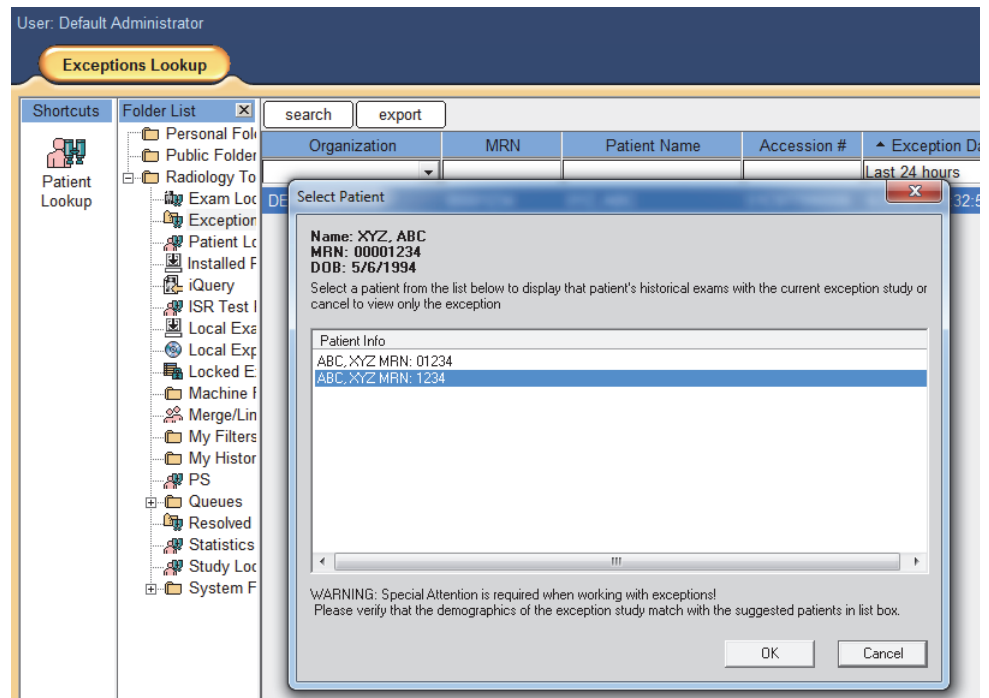 User: Default Administrator
Exceptions Lookup
Shortcuts
Patient
Lookup
Folder List
Personal Fol
Public Folder
Radiology To
Exam Loc
Exception
Patient Lo
Installed F
iQuery
ISR Test
Local Exa
Local Exp
Locked E
Machine F
Merge/Lin
My Filters
My Histor
PS
Queues
Resolved
Statistics
Study Loc
System F
search export
Organization MRN Patient Name Accession # Exception Da
Last 24 hours
DE
32:5
Select Patient
Name: XYZ, ABC
MRN: 00001234
DOB: 5/6/1994
Select a patient from the list below to display that patient's historical exams with the current exception study or
cancel to view only the exception
Patient Info
ABC, XYZ MRN: 01234
ABC, XYZ MRN: 1234
WARNING: Special Attention is required when working with exceptions!
Please verify that the demographics of the exception study match with the suggested patients in list box.
OK Cancel